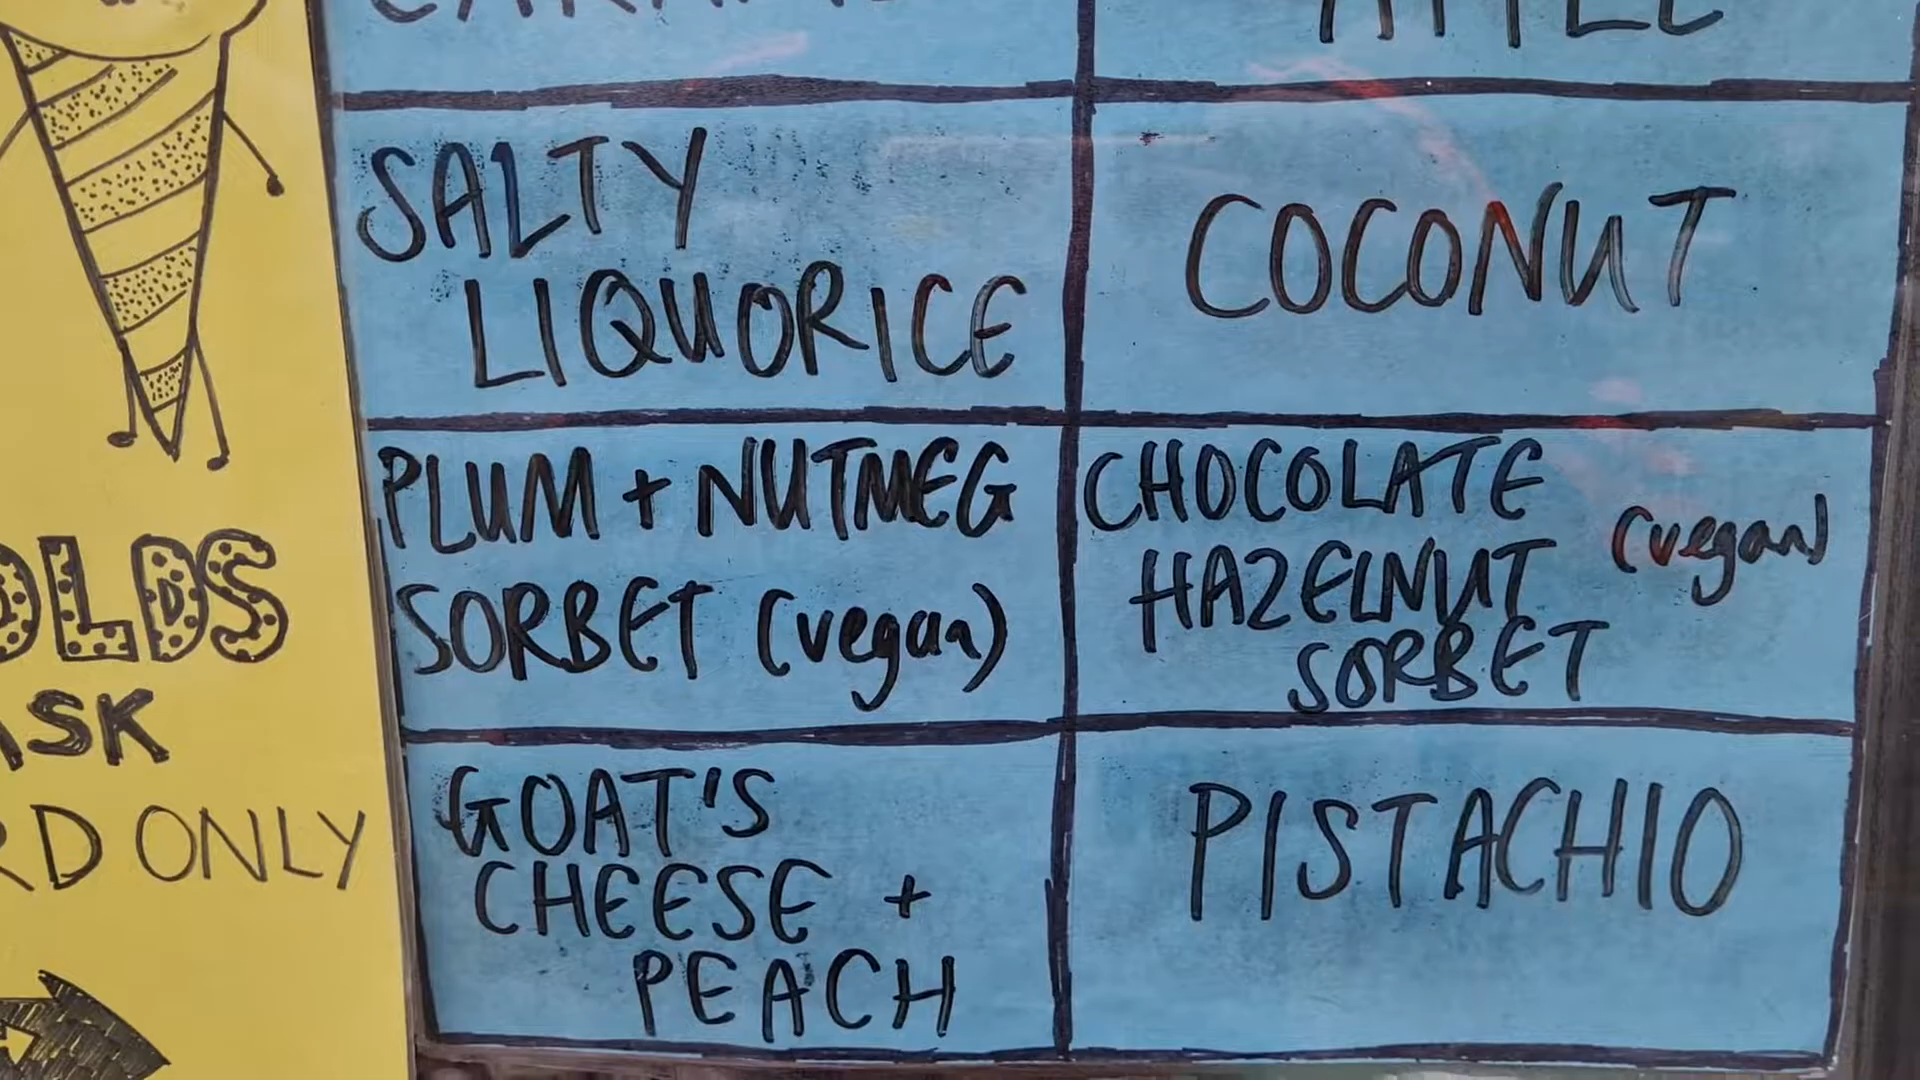 SALTY
LIQUORICE
COCONUT
PLUM + NUTMEG
SORBET (vegan)
CHOCOLATE
HAZELNUT (vegan)
SORBET
GOAT'S
CHEESE +
PEACH
PISTACHIO
OLDS
ASK
RD ONLY